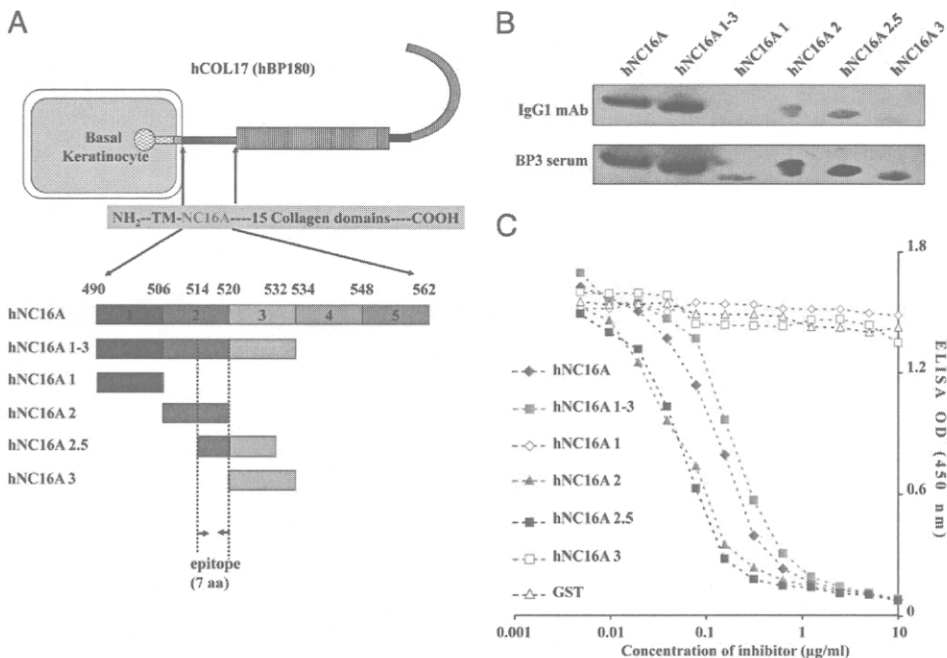 A
hCOL17 (hBP180)
Basal
Keratinocyte
NH2--TM-NC16A----15 Collagen domains----COOH
490 506 514 520 532 534 548 562
hNC16A 1 2 3 4 5
hNC16A 1-3
hNC16A 1
hNC16A 2
hNC16A 2.5
hNC16A 3
epitope
(7 aa)
B
hNC16A hNC16A 1-3 hNC16A 1 hNC16A 2 hNC16A 2.5 hNC16A 3
IgG1 mAb
BP3 serum
C
1.8
1.2
0.6
0
ELISA OD (450 nm)
hNC16A
hNC16A 1-3
hNC16A 1
hNC16A 2
hNC16A 2.5
hNC16A 3
GST
0.001 0.01 0.1 1 10
Concentration of inhibitor (µg/ml)